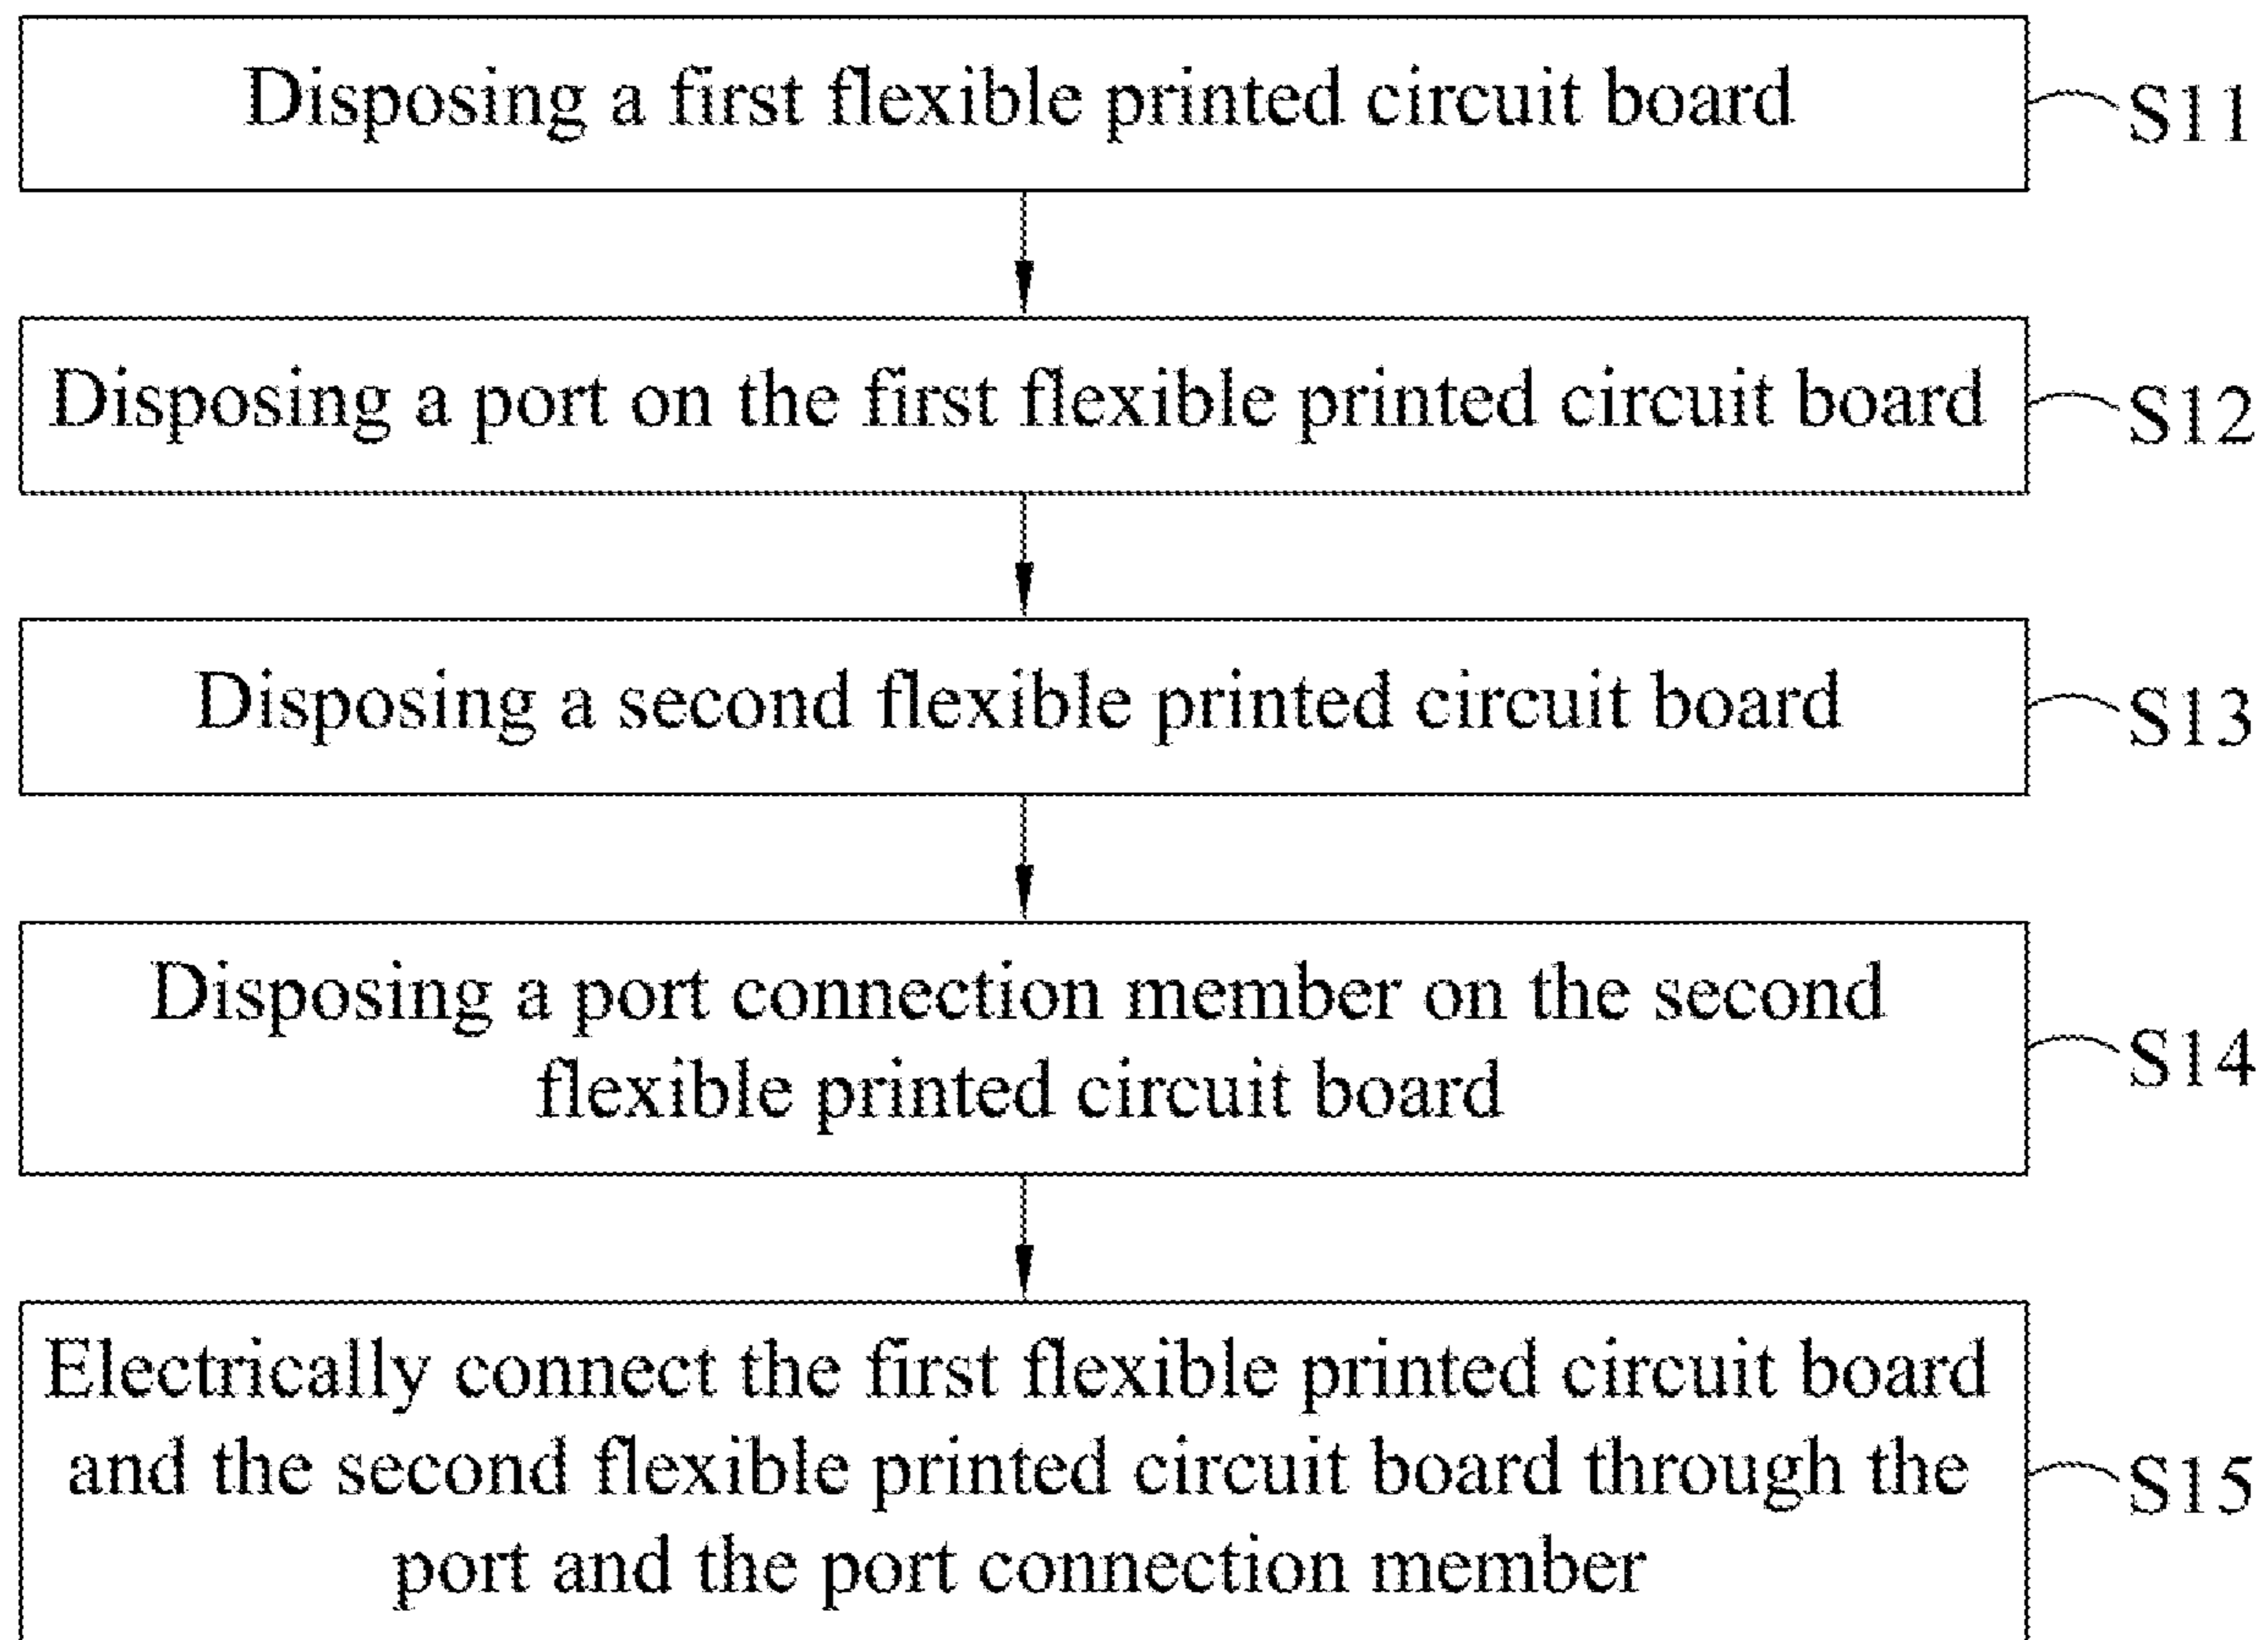 Disposing a first flexible printed circuit board
S11
Disposing a port on the first flexible printed circuit board
S12
Disposing a second flexible printed circuit board
S13
Disposing a port connection member on the second
flexible printed circuit board
S14
Electrically connect the first flexible printed circuit board
and the second flexible printed circuit board through the
port and the port connection member
S15